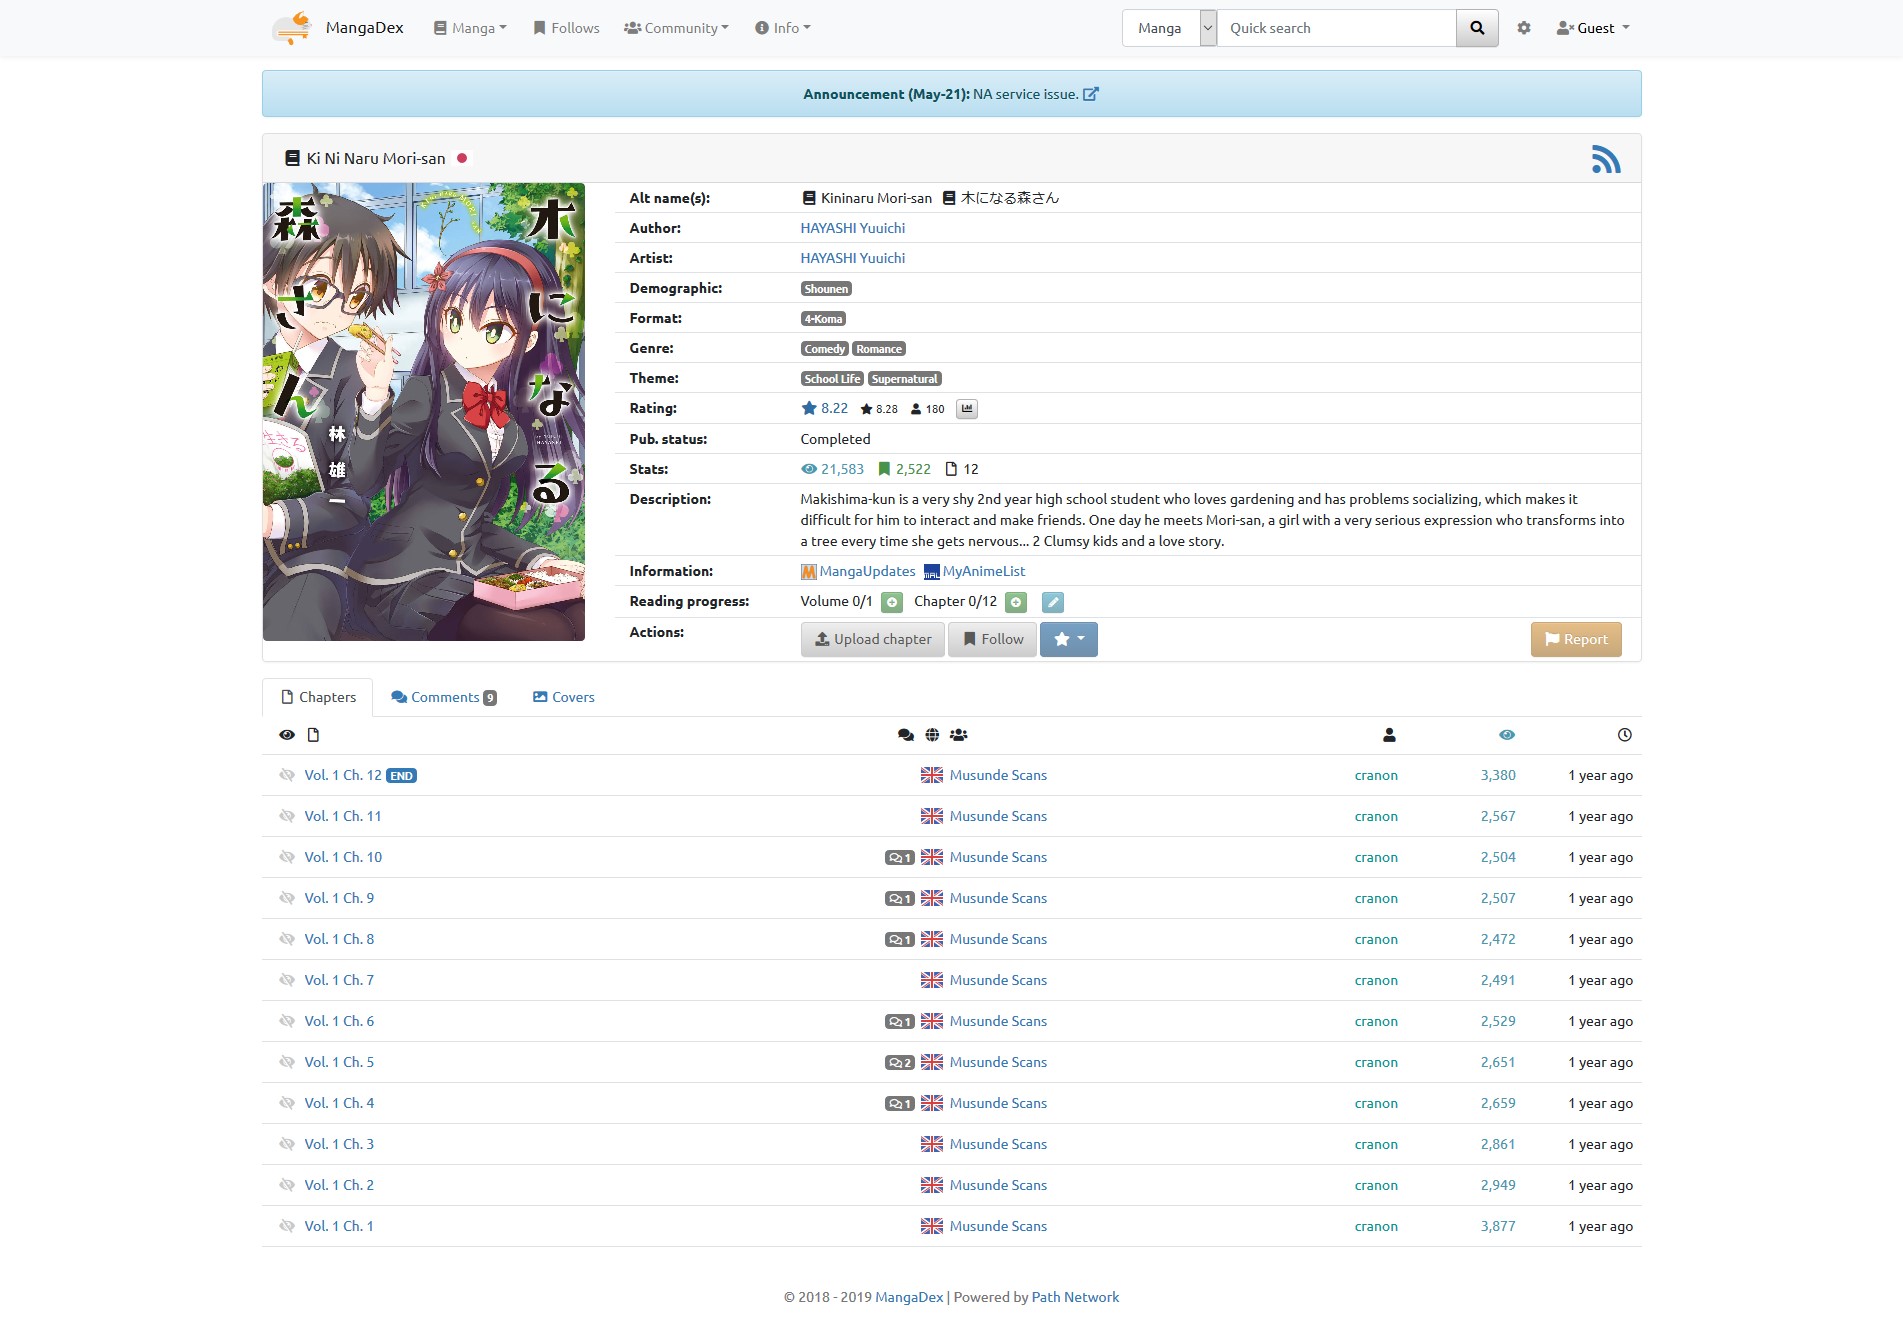 MangaDex Manga Follows Community Info Manga Quick search Guest
Announcement (May-21): NA service issue.
Ki Ni Naru Mori-san
木になる
森さん
林雄一
生きる
Alt name(s): Kininaru Mori-san 木になる森さん
Author: HAYASHI Yuuichi
Artist: HAYASHI Yuuichi
Demographic: Shounen
Format: 4-Koma
Genre: Comedy Romance
Theme: School Life Supernatural
Rating: 8.22 8.28 180
Pub. status: Completed
Stats: 21,583 2,522 12
Description: Makishima-kun is a very shy 2nd year high school student who loves gardening and has problems socializing, which makes it
difficult for him to interact and make friends. One day he meets Mori-san, a girl with a very serious expression who transforms into
a tree every time she gets nervous... 2 Clumsy kids and a love story.
Information: MangaUpdates MyAnimeList
Reading progress: Volume 0/1 Chapter 0/12
Actions: Upload chapter Follow Report
Chapters Comments 9 Covers
Vol. 1 Ch. 12 END Musunde Scans cranon 3,380 1 year ago
Vol. 1 Ch. 11 Musunde Scans cranon 2,567 1 year ago
Vol. 1 Ch. 10 1 Musunde Scans cranon 2,504 1 year ago
Vol. 1 Ch. 9 1 Musunde Scans cranon 2,507 1 year ago
Vol. 1 Ch. 8 1 Musunde Scans cranon 2,472 1 year ago
Vol. 1 Ch. 7 Musunde Scans cranon 2,491 1 year ago
Vol. 1 Ch. 6 1 Musunde Scans cranon 2,529 1 year ago
Vol. 1 Ch. 5 2 Musunde Scans cranon 2,651 1 year ago
Vol. 1 Ch. 4 1 Musunde Scans cranon 2,659 1 year ago
Vol. 1 Ch. 3 Musunde Scans cranon 2,861 1 year ago
Vol. 1 Ch. 2 Musunde Scans cranon 2,949 1 year ago
Vol. 1 Ch. 1 Musunde Scans cranon 3,877 1 year ago
© 2018 - 2019 MangaDex | Powered by Path Network